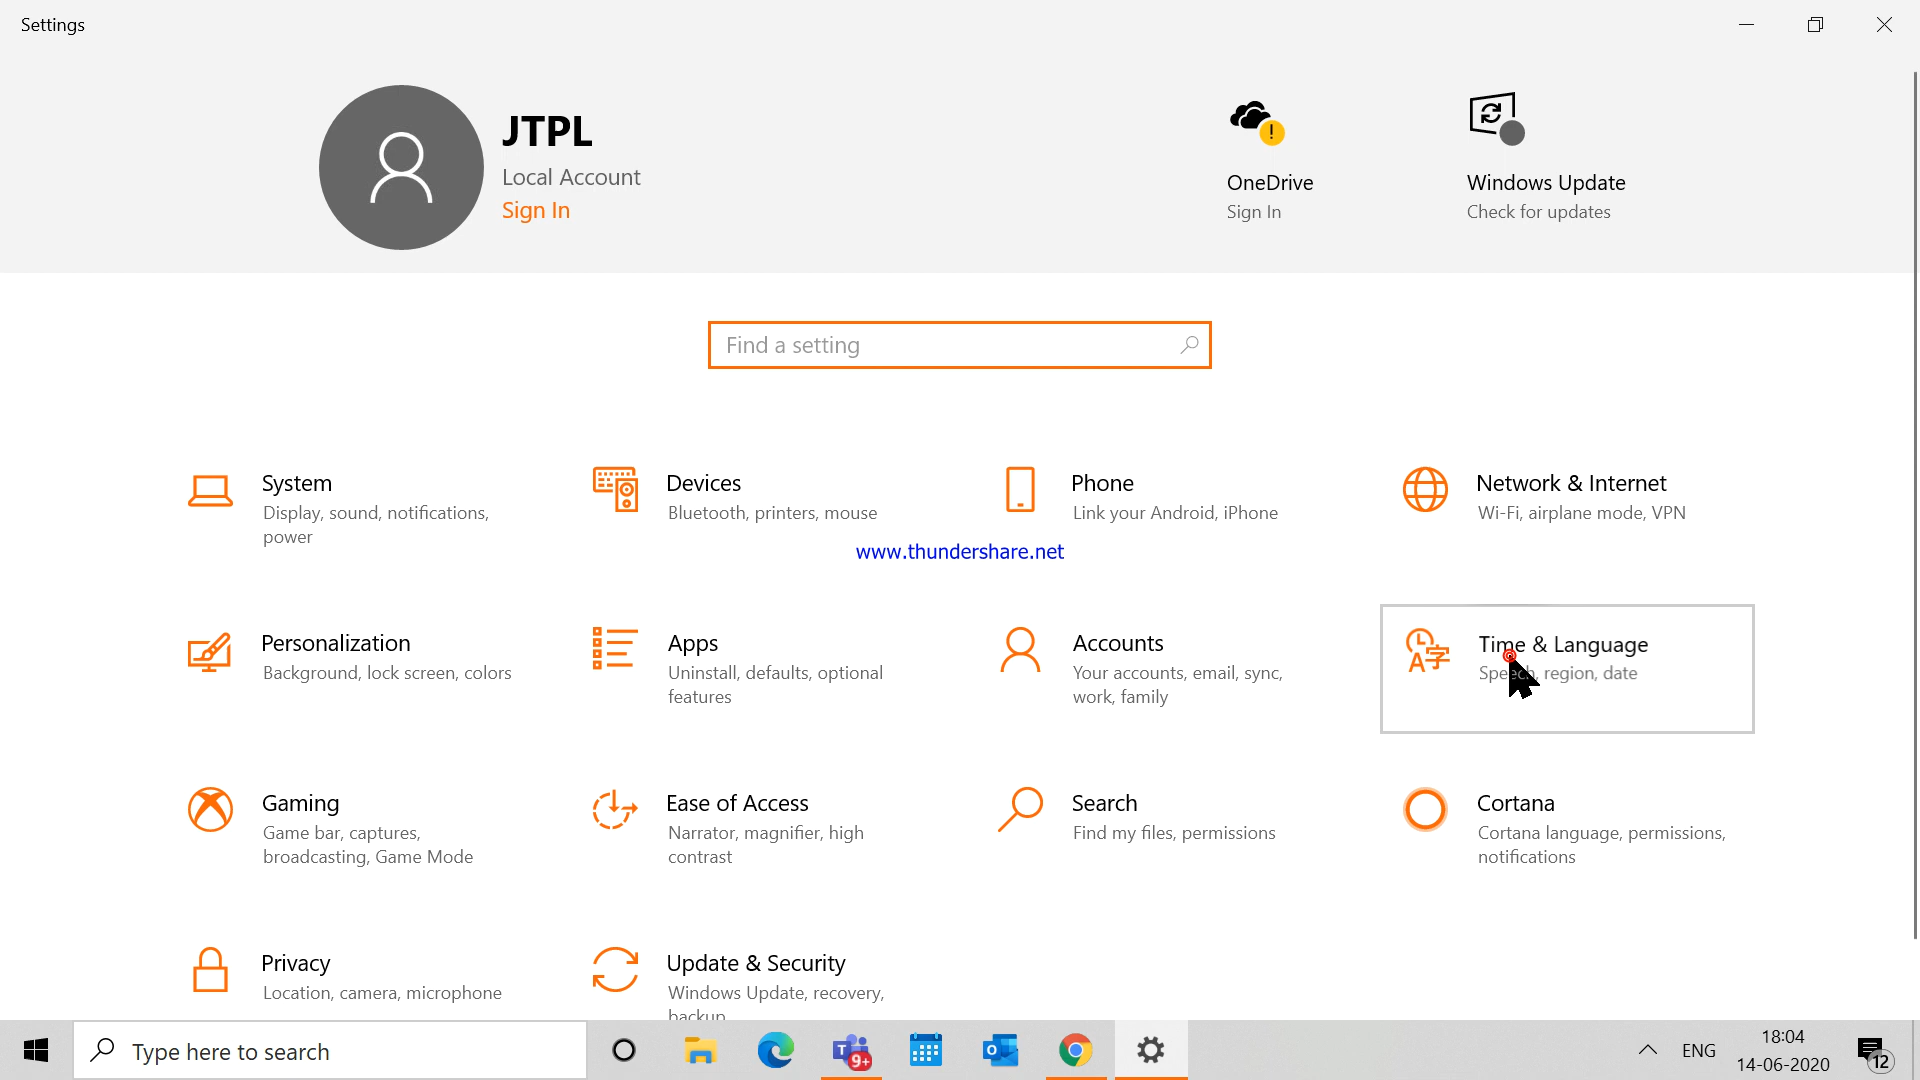 Settings
JTPL
Local Account
Sign In
OneDrive
Sign In
Windows Update
Check for updates
Find a setting
System
Display, sound, notifications,
power
Devices
Bluetooth, printers, mouse
Phone
Link your Android, iPhone
Network & Internet
Wi-Fi, airplane mode, VPN
www.thundershare.net
Personalization
Background, lock screen, colors
Apps
Uninstall, defaults, optional
features
Accounts
Your accounts, email, sync,
work, family
Time & Language
Speech, region, date
Gaming
Game bar, captures,
broadcasting, Game Mode
Ease of Access
Narrator, magnifier, high
contrast
Search
Find my files, permissions
Cortana
Cortana language, permissions,
notifications
Privacy
Location, camera, microphone
Update & Security
Windows Update, recovery,
backup
Type here to search
9+
ENG
18:04
14-06-2020
12